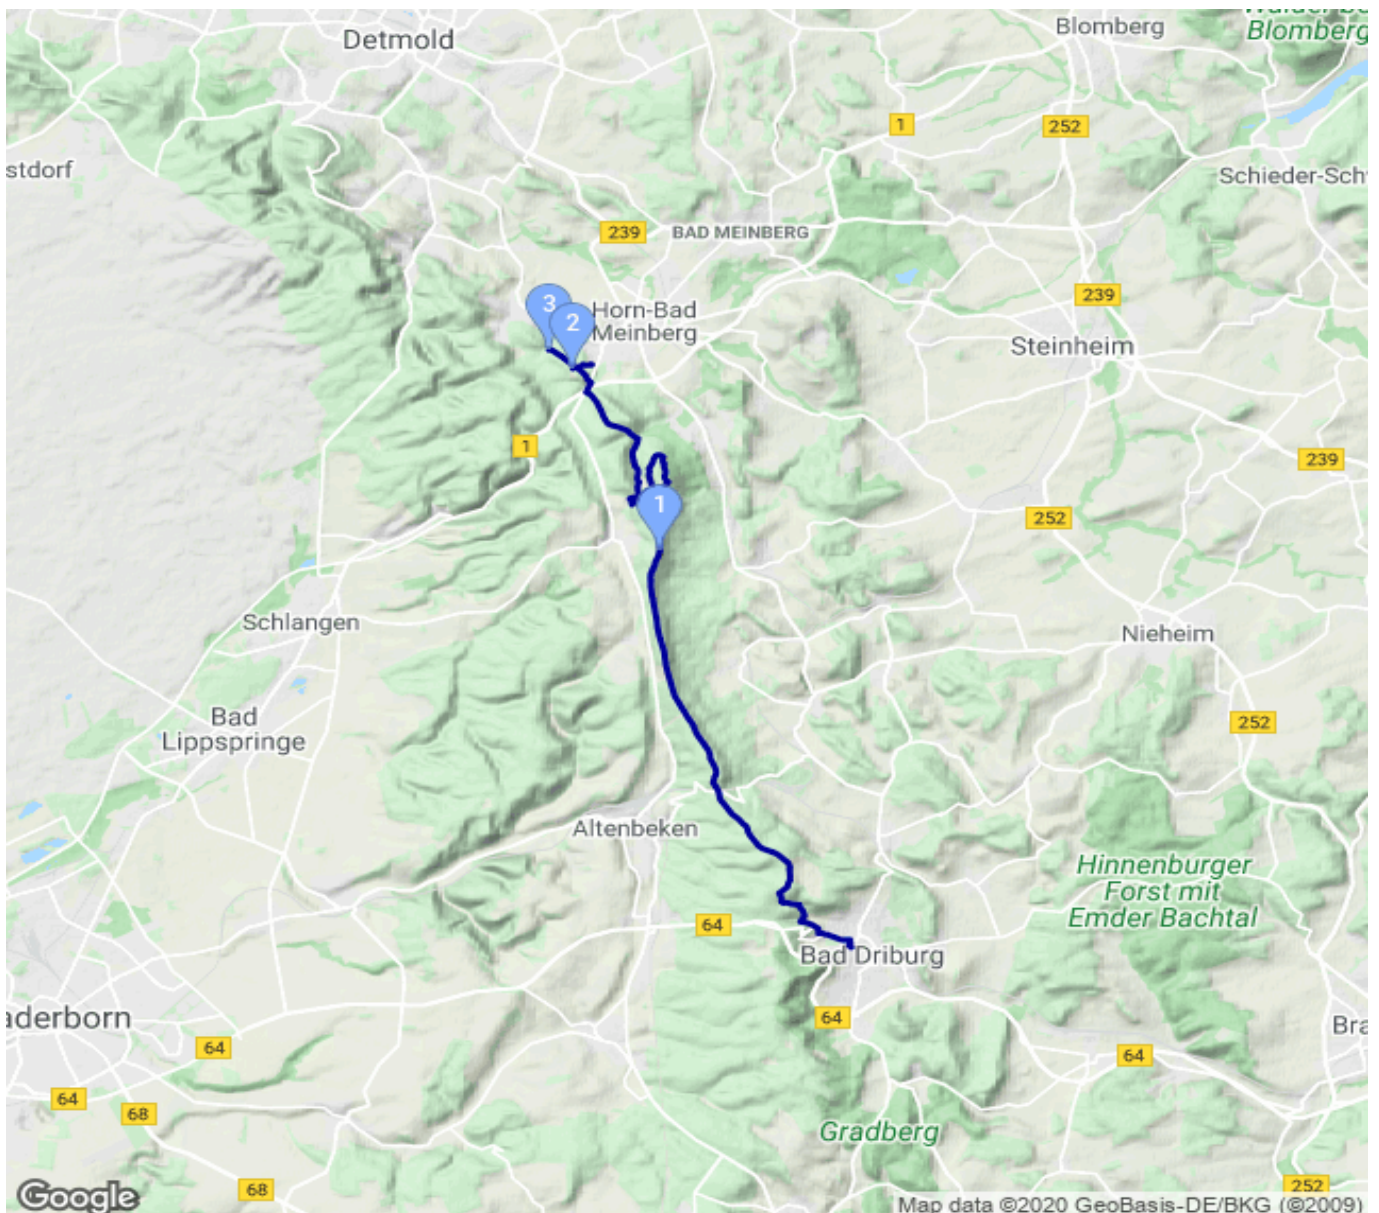 Detmold
Blomberg
Blomberg
stdorf
1
252
Schieder-Sch
239
BAD MEINBERG
3
2
Horn-Bad
Meinberg
239
Steinheim
1
239
1
252
Schlangen
Nieheim
Bad
Lippspringe
252
Altenbeken
Hinnenburger
Forst mit
Emder Bachtal
64
Bad Driburg
aderborn
64
Bra
64
64
64
68
Gradberg
68
252
Google
Map data ©2020 GeoBasis-DE/BKG (©2009)